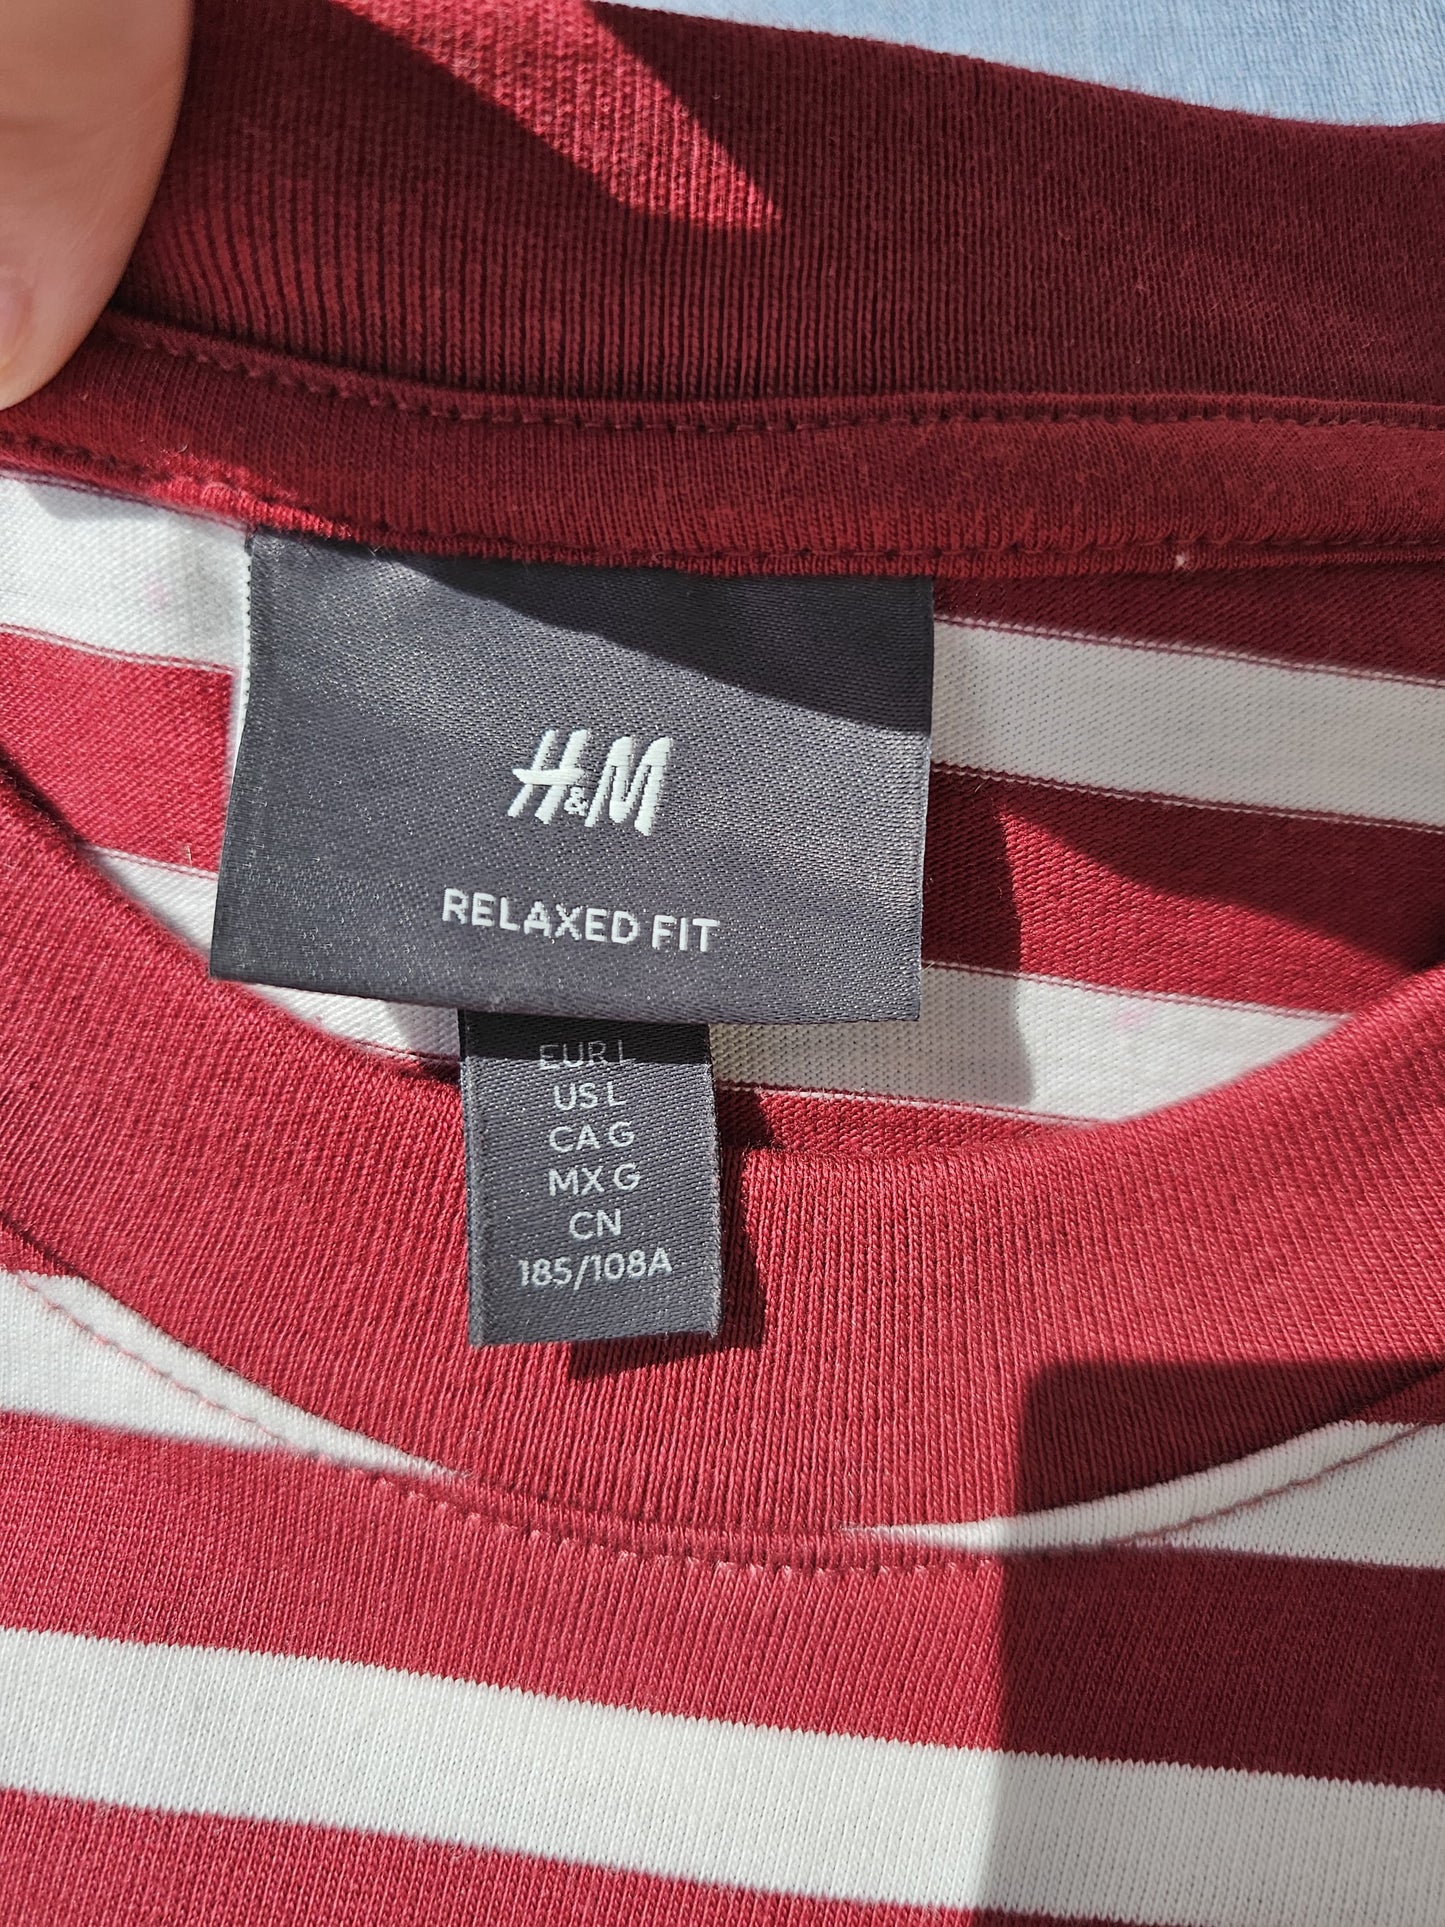 H&M
RELAXED FIT
EUR L
US L
CA G
MX G
CN
185/108A